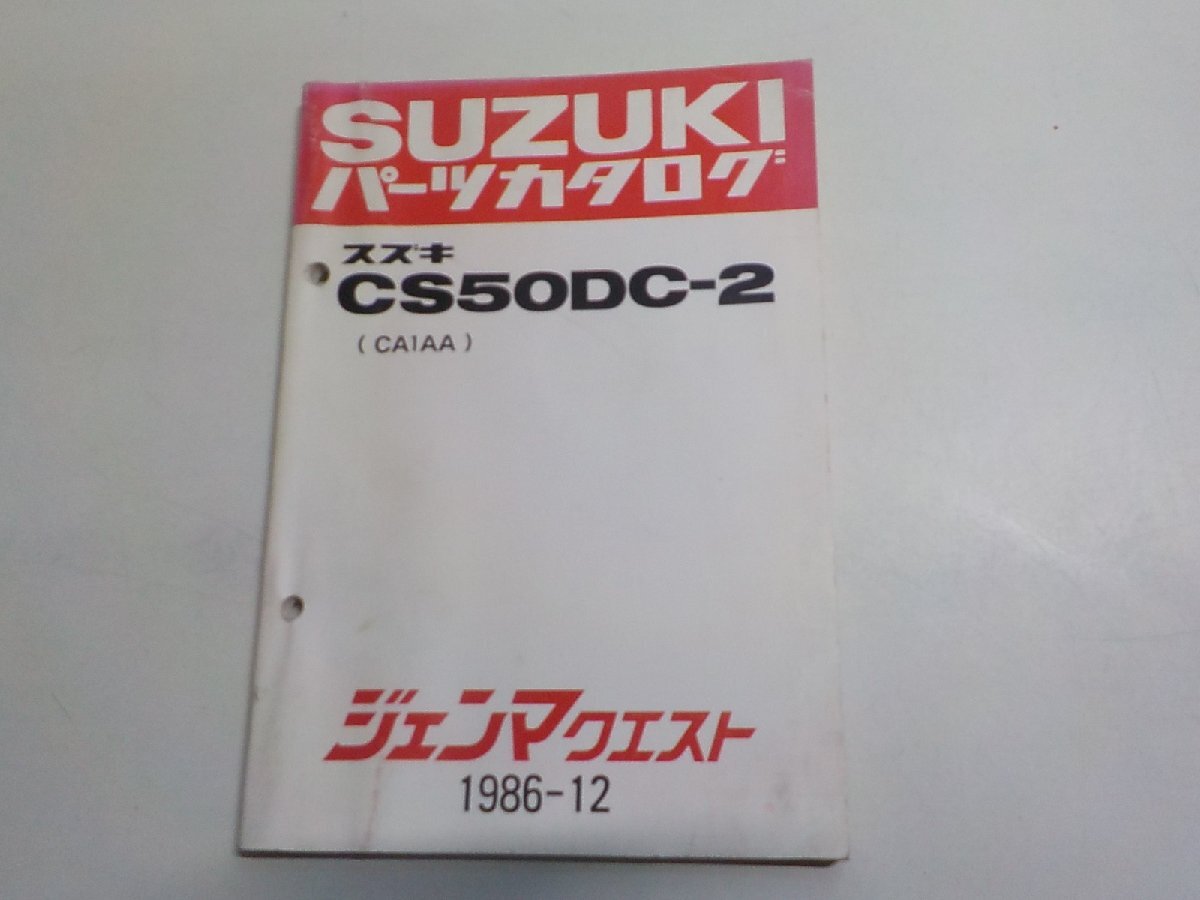 SUZUKI
パーツカタログ
スズキ
CS50DC-2
(CA1AA)
ジェンマクエスト
1986-12